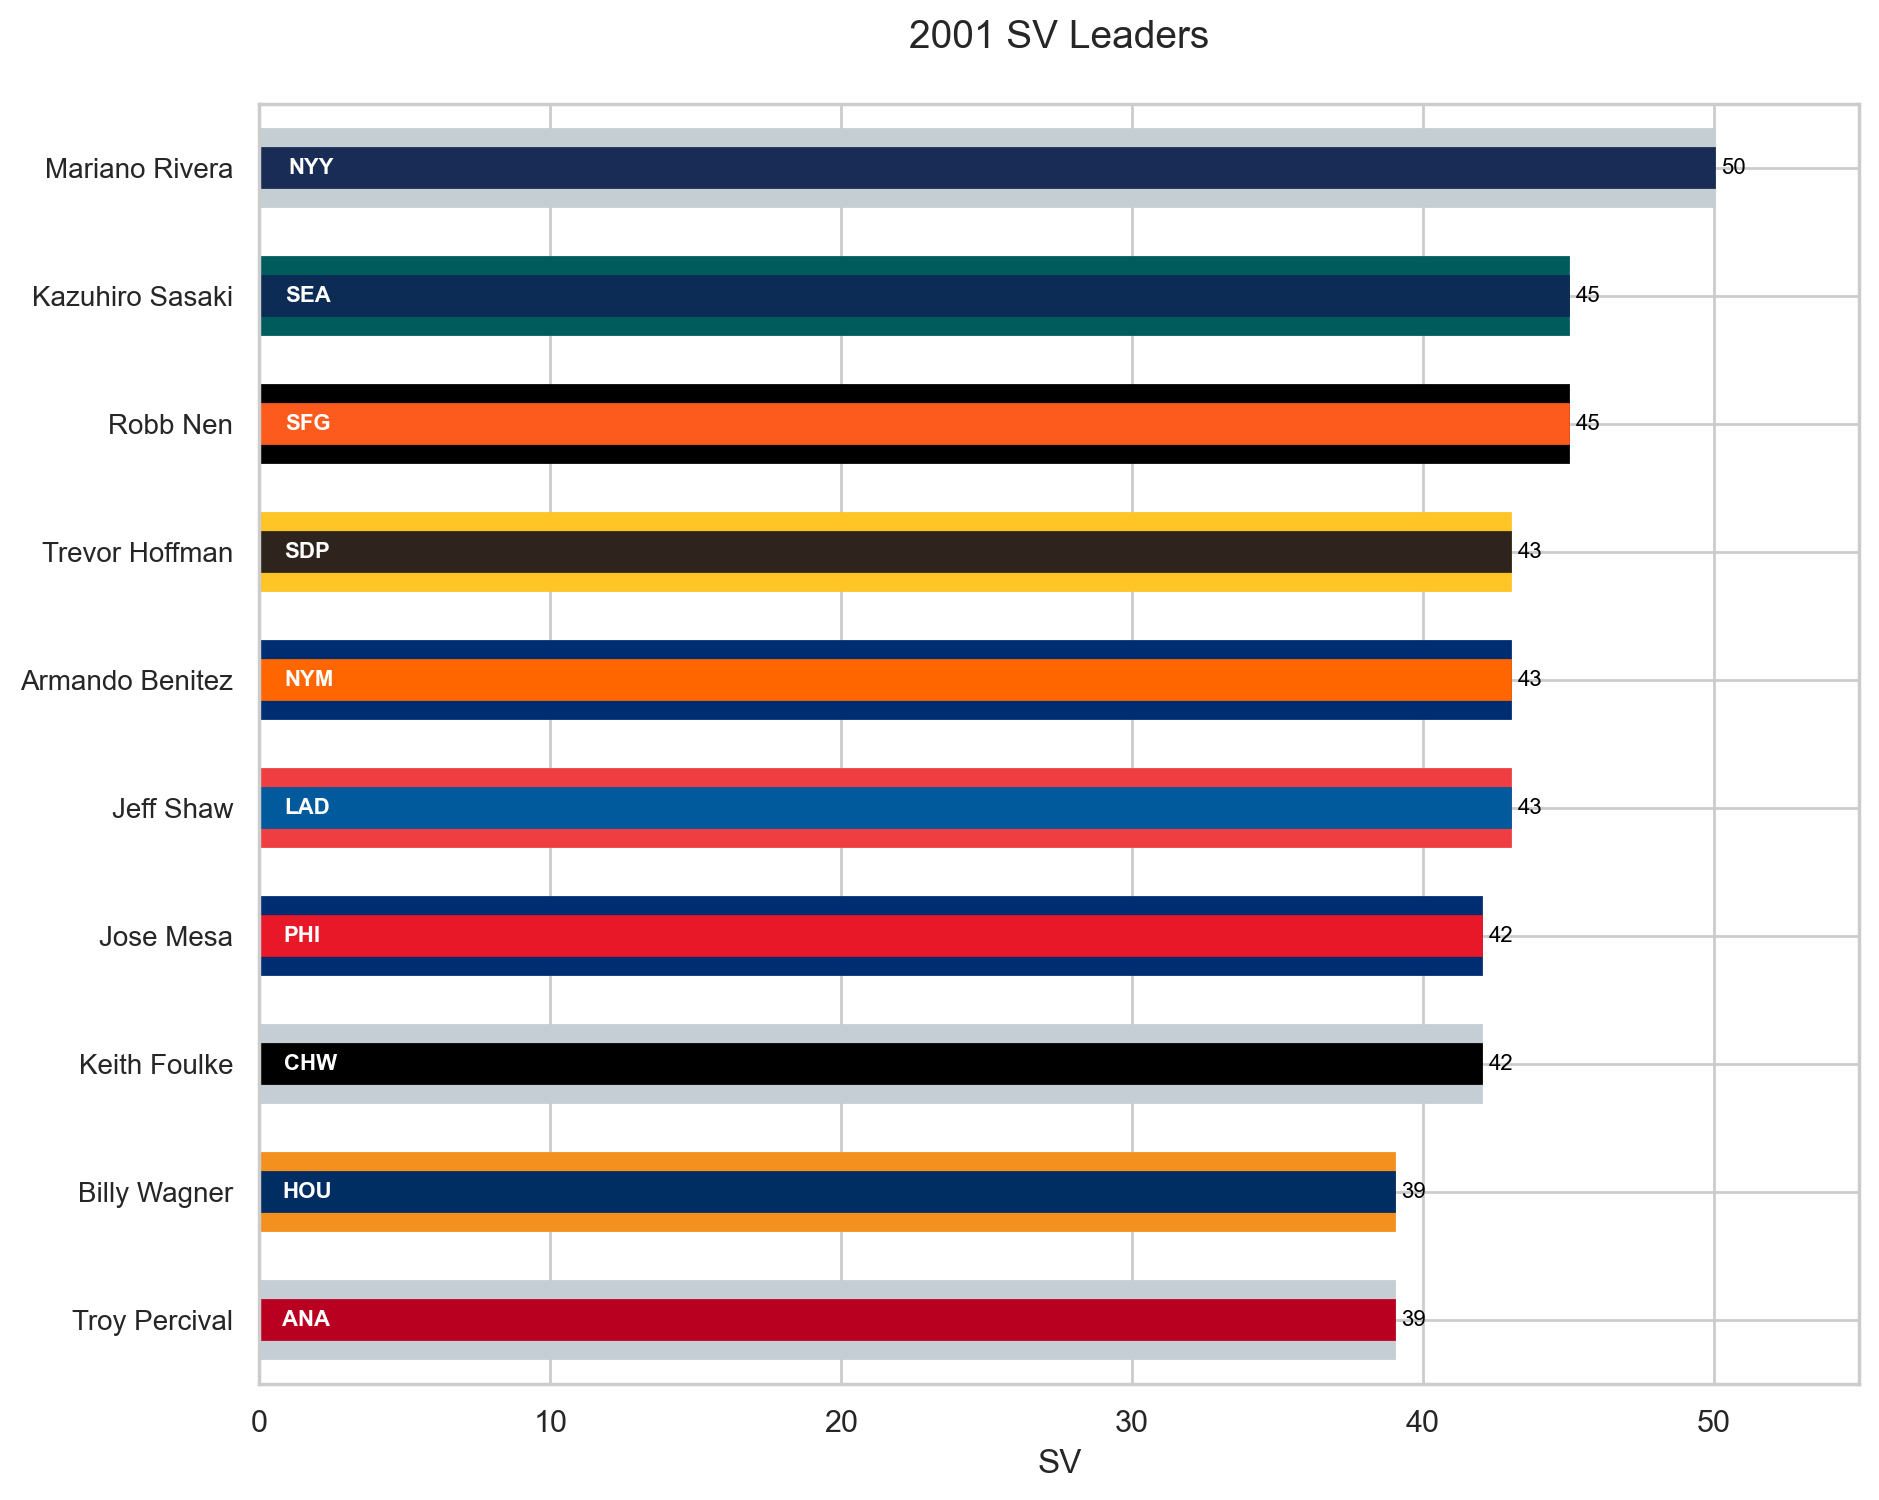 2001 SV Leaders
Mariano Rivera NYY 50
Kazuhiro Sasaki SEA 45
Robb Nen SFG 45
Trevor Hoffman SDP 43
Armando Benitez NYM 43
Jeff Shaw LAD 43
Jose Mesa PHI 42
Keith Foulke CHW 42
Billy Wagner HOU 39
Troy Percival ANA 39
0 10 20 30 40 50
SV